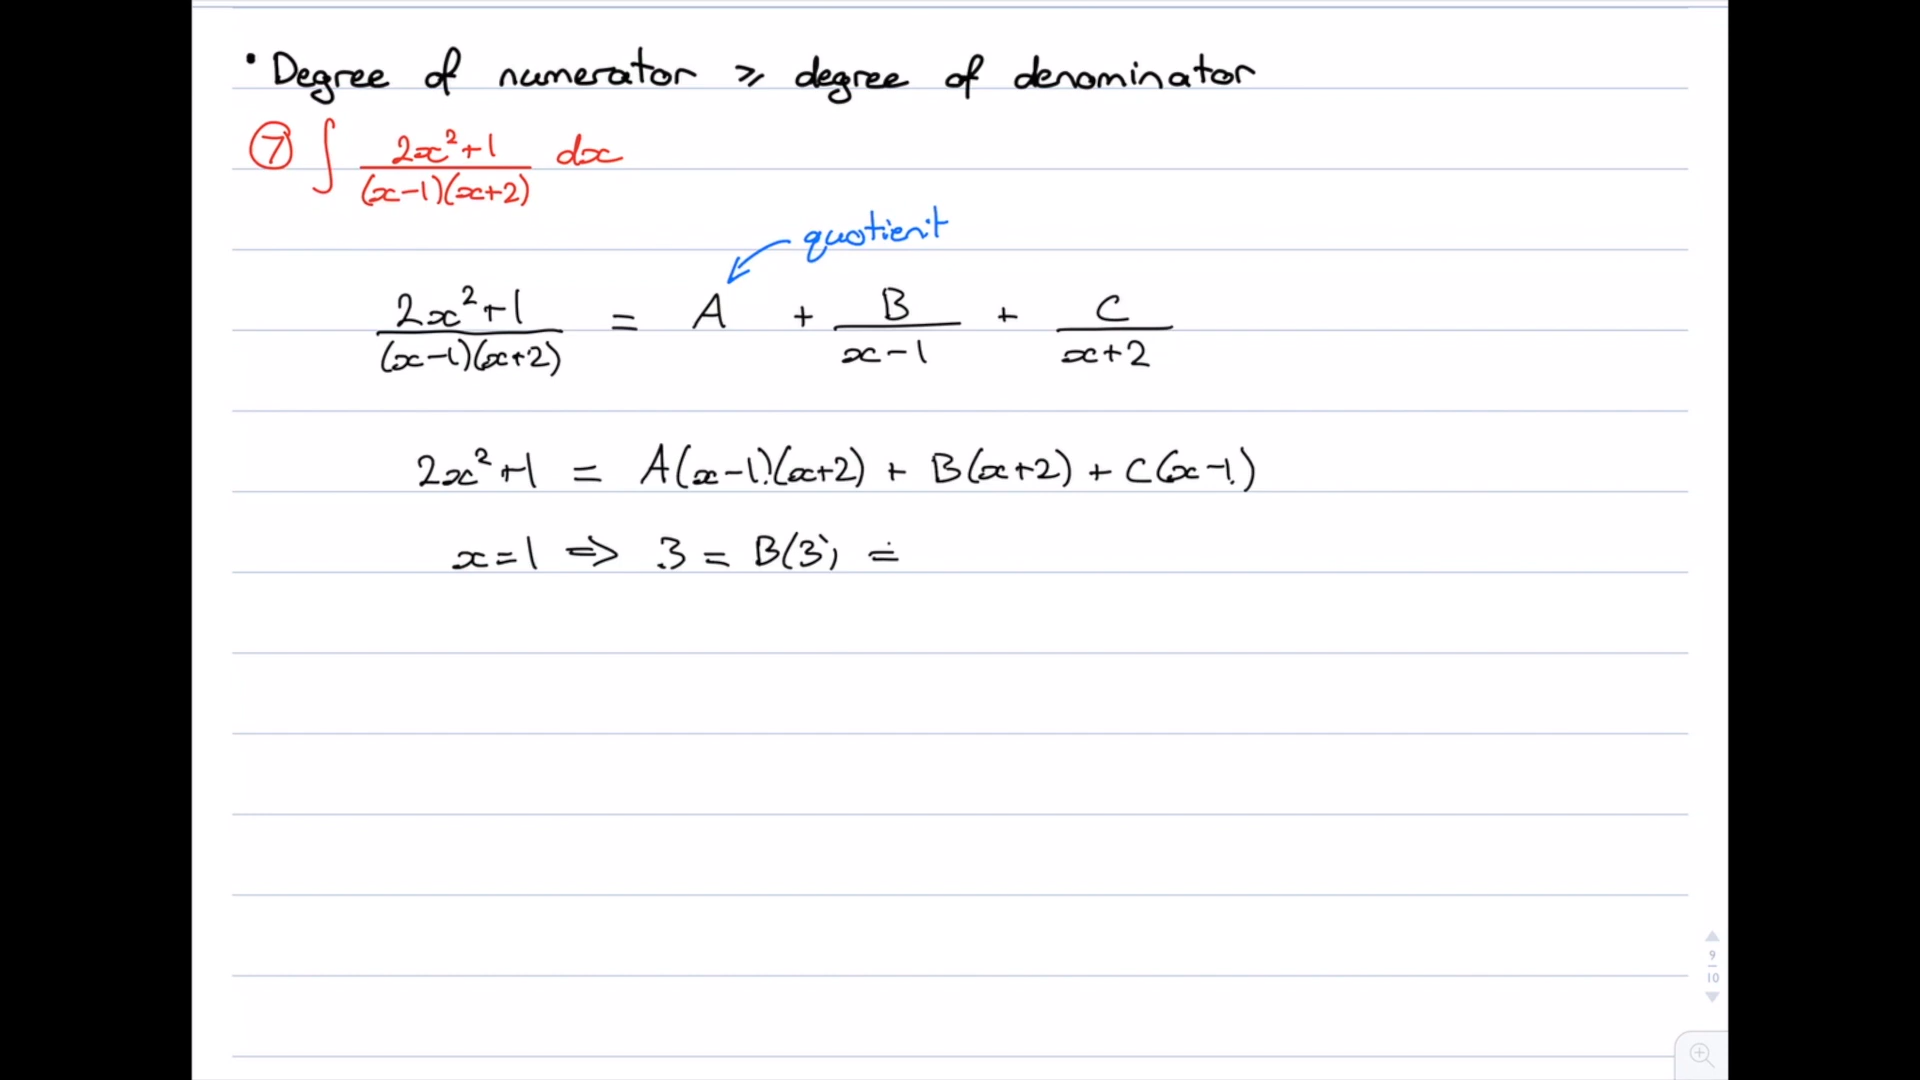 • Degree of numerator ⩾ degree of denominator
⑦ ∫ (2x²+1)/((x-1)(x+2)) dx
quotient
(2x²+1)/((x-1)(x+2)) = A + B/(x-1) + C/(x+2)
2x²+1 = A(x-1)(x+2) + B(x+2) + C(x-1)
x=1 ⇒ 3 = B(3) =
9
10